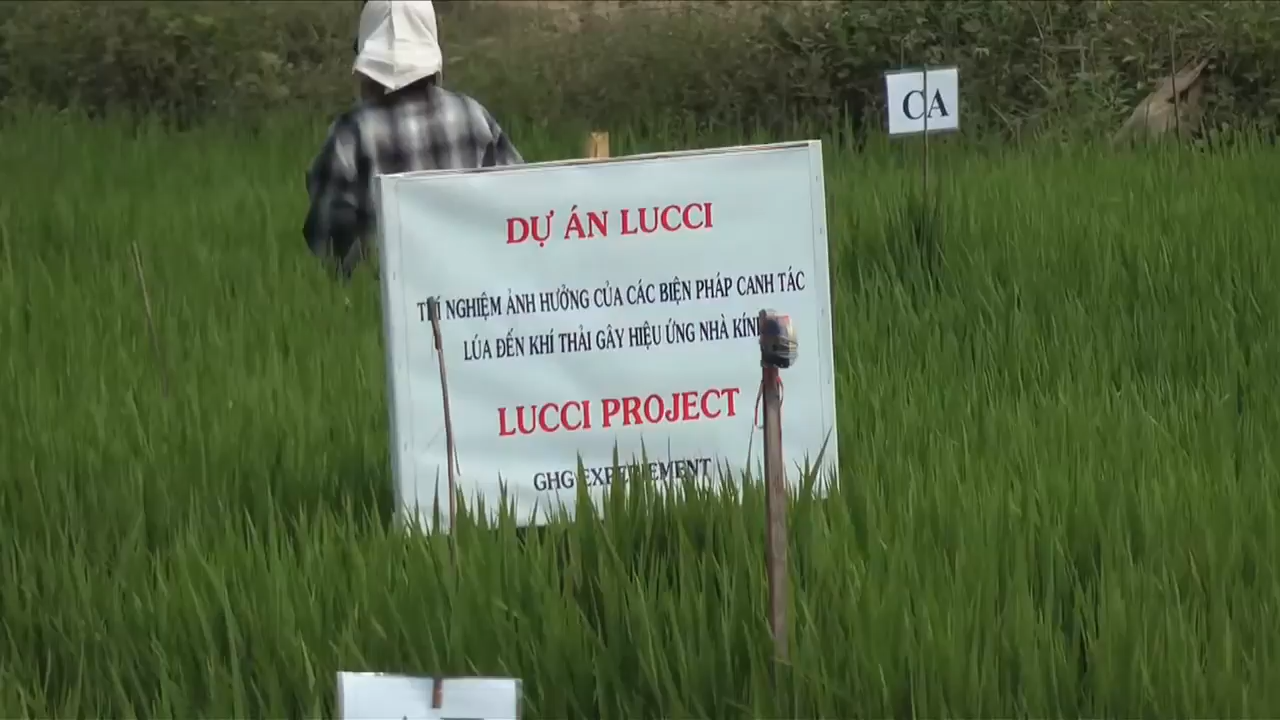 CA
DỰ ÁN LUCCI
THÍ NGHIỆM ẢNH HƯỞNG CỦA CÁC BIỆN PHÁP CANH TÁC
LÚA ĐẾN KHÍ THẢI GÂY HIỆU ỨNG NHÀ KÍNH
LUCCI PROJECT
GHG EXPERIEMENT